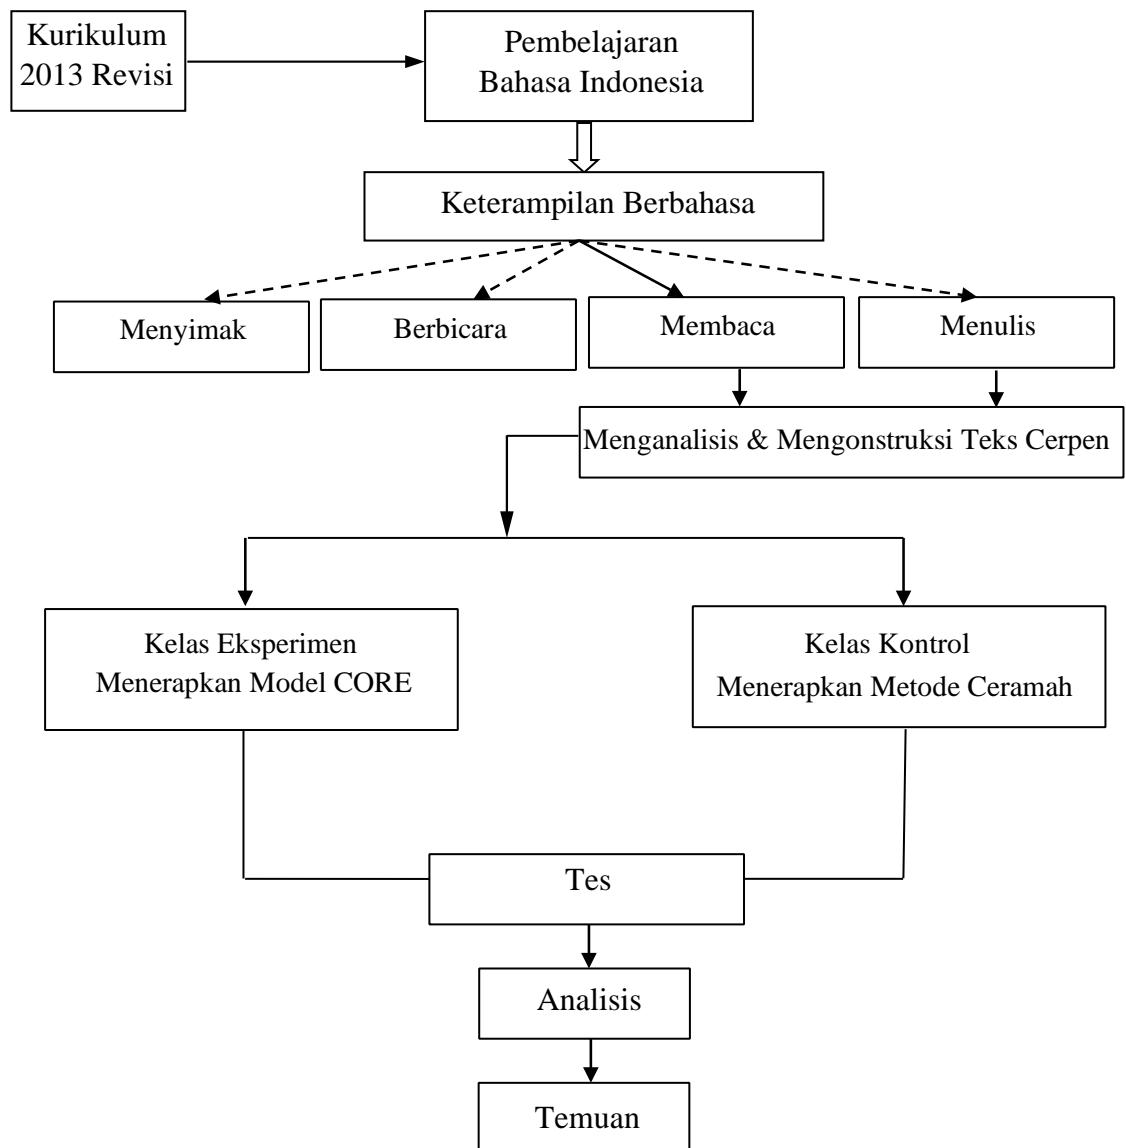 Kurikulum
2013 Revisi
Pembelajaran
Bahasa Indonesia
Keterampilan Berbahasa
Menyimak
Berbicara
Membaca
Menulis
Menganalisis & Mengonstruksi Teks Cerpen
Kelas Eksperimen
Menerapkan Model CORE
Kelas Kontrol
Menerapkan Metode Ceramah
Tes
Analisis
Temuan